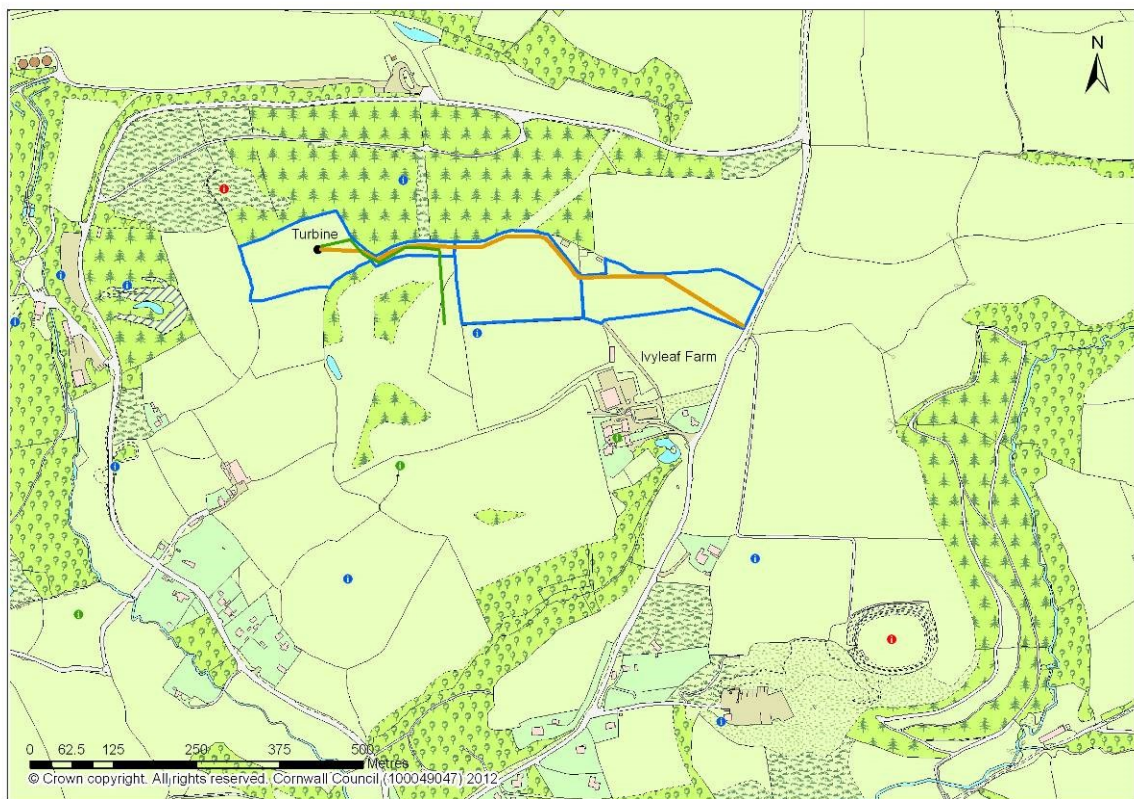 N
Turbine
Ivyleaf Farm
0 62.5 125 250 375 500
Metres
© Crown copyright. All rights reserved. Cornwall Council (100049047) 2012